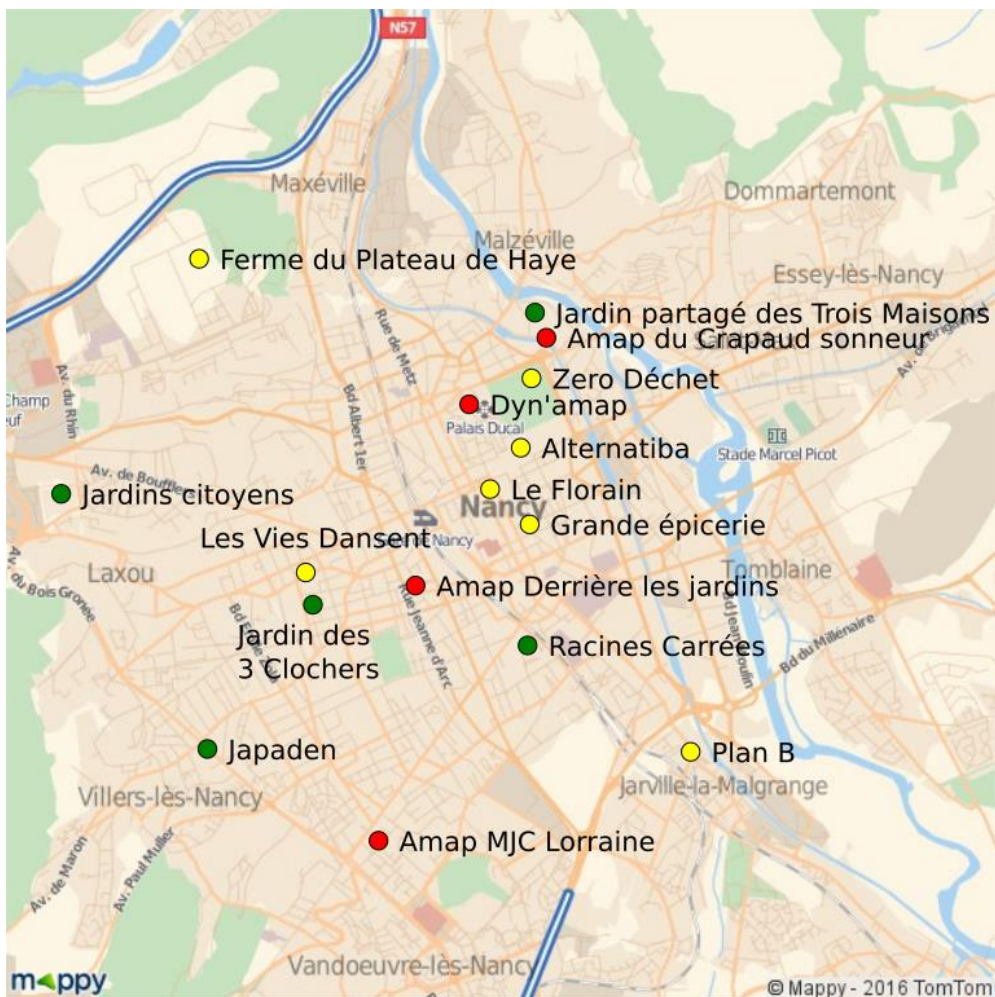 N57
Maxéville
Dommartemont
Malzéville
Ferme du Plateau de Haye
Essey-lès-Nancy
Jardin partagé des Trois Maisons
Amap du Crapaud sonneur
Rue de Metz
Av. du Rhin
Zero Déchet
Champ
Dyn'amap
Bd Albert 1er
Palais Ducal
Alternatiba
Stade Marcel Picot
Av. de Boufflers
Jardins citoyens
Le Florain
Nancy
Grande épicerie
Les Vies Dansent
Nancy
Laxou
Tomblaine
Amap Derrière les jardins
Rue Jeanne d'Arc
Jardin des
3 Clochers
Racines Carrées
Bd du Millénaire
Japaden
Plan B
Villers-lès-Nancy
Jarville-la-Malgrange
Amap MJC Lorraine
Av. de Maron
Av. Paul Muller
Vandoeuvre-lès-Nancy
mappy
© Mappy - 2016 TomTom